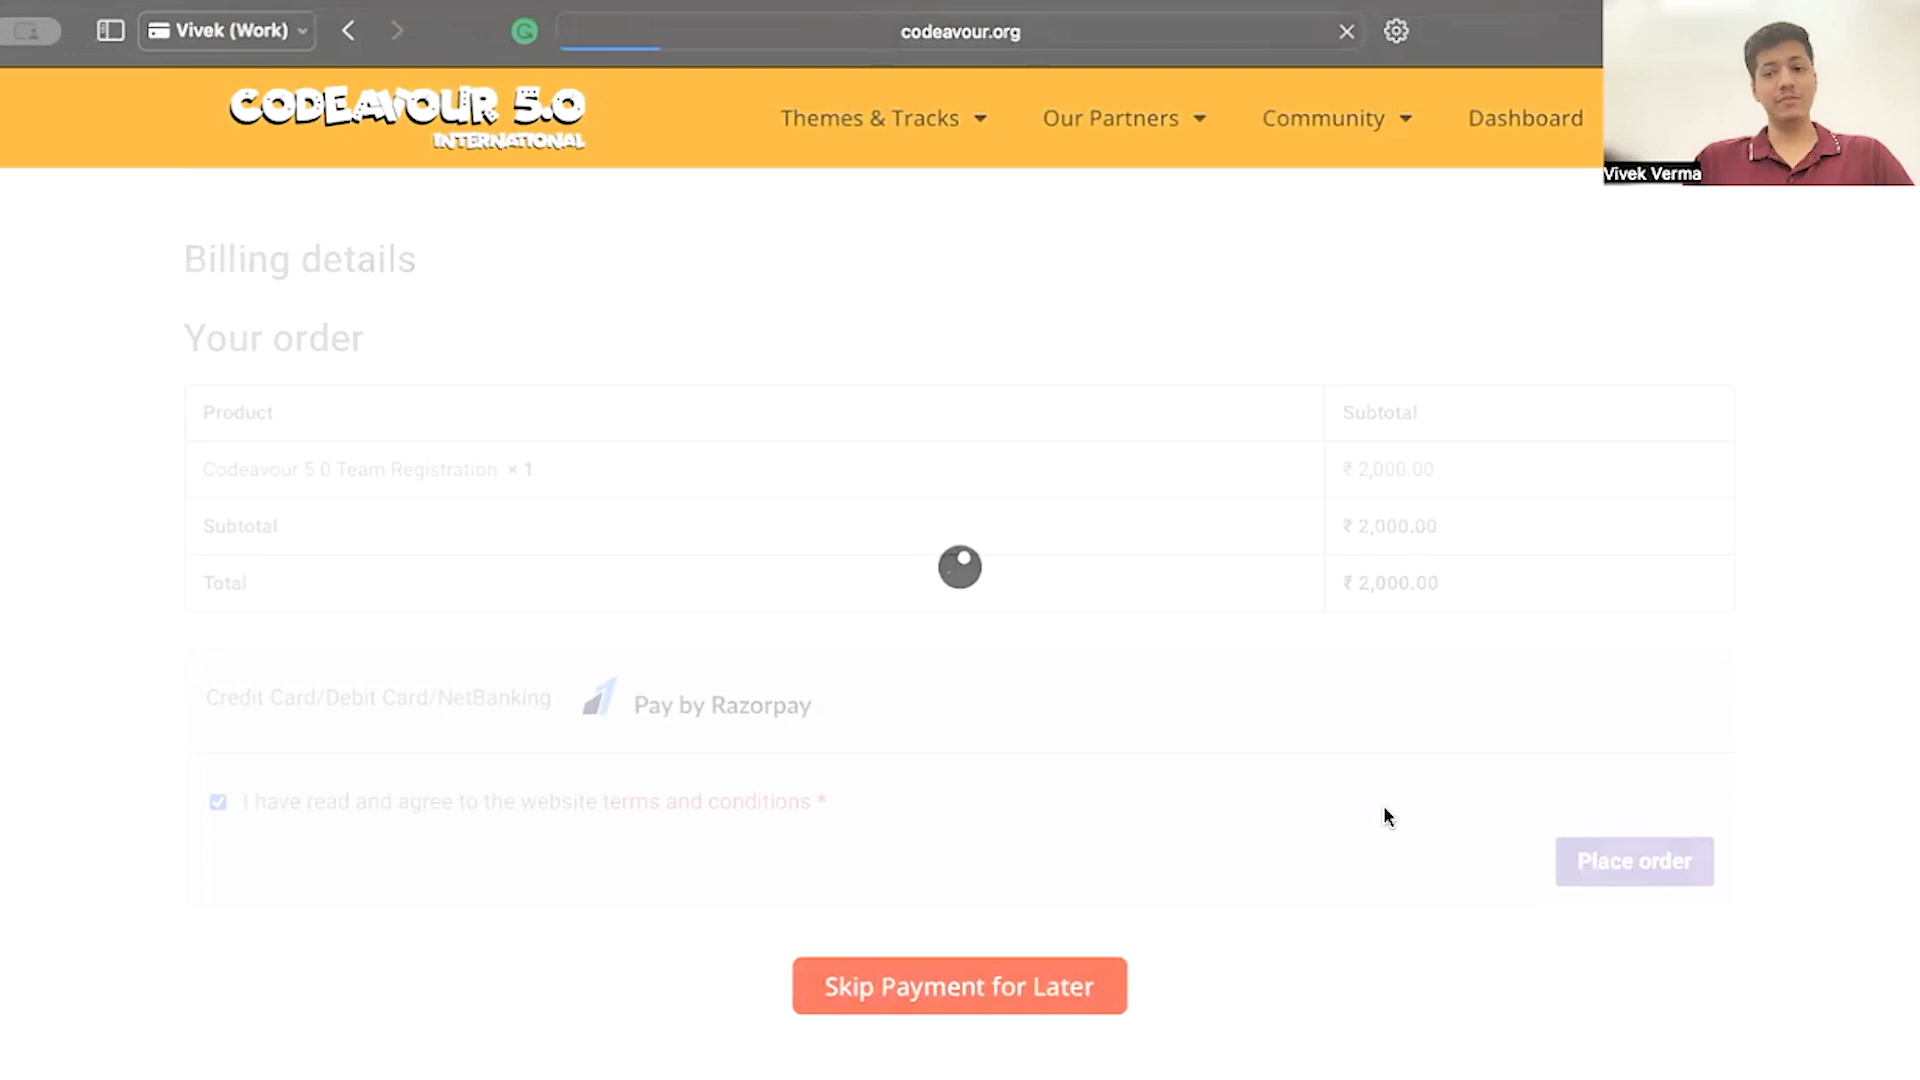 Vivek (Work)
codeavour.org
CODEAVOUR 5.0
INTERNATIONAL
Themes & Tracks
Our Partners
Community
Dashboard
Vivek Verma
Billing details
Your order
Product Subtotal
Codeavour 5.0 Team Registration × 1 ₹ 2,000.00
Subtotal ₹ 2,000.00
Total ₹ 2,000.00
Credit Card/Debit Card/NetBanking Pay by Razorpay
I have read and agree to the website terms and conditions *
Place order
Skip Payment for Later